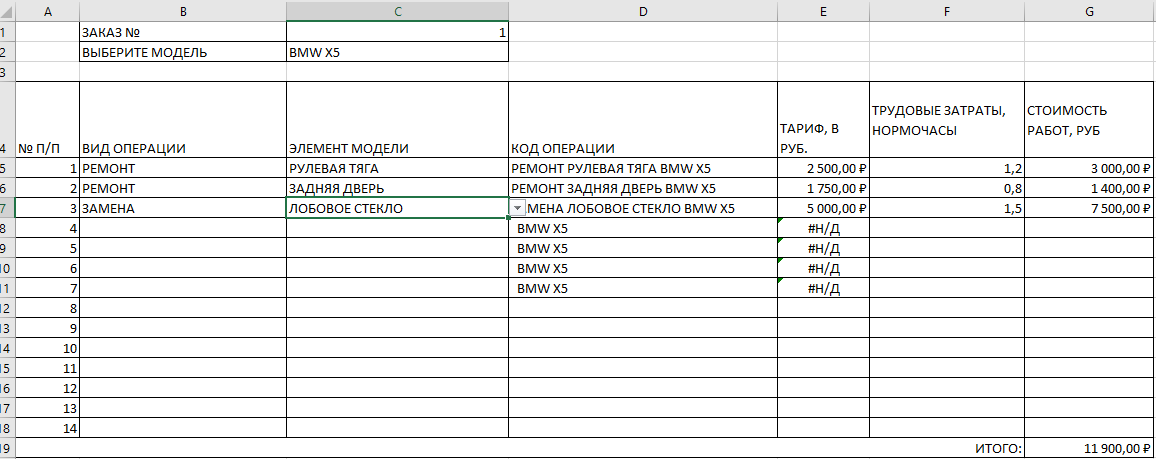 A B C D E F G
1 ЗАКАЗ № 1
2 ВЫБЕРИТЕ МОДЕЛЬ BMW X5
3
4 № П/П ВИД ОПЕРАЦИИ ЭЛЕМЕНТ МОДЕЛИ КОД ОПЕРАЦИИ ТАРИФ, В РУБ. ТРУДОВЫЕ ЗАТРАТЫ, НОРМОЧАСЫ СТОИМОСТЬ РАБОТ, РУБ
5 1 РЕМОНТ РУЛЕВАЯ ТЯГА РЕМОНТ РУЛЕВАЯ ТЯГА BMW X5 2 500,00 ₽ 1,2 3 000,00 ₽
6 2 РЕМОНТ ЗАДНЯЯ ДВЕРЬ РЕМОНТ ЗАДНЯЯ ДВЕРЬ BMW X5 1 750,00 ₽ 0,8 1 400,00 ₽
7 3 ЗАМЕНА ЛОБОВОЕ СТЕКЛО МЕНА ЛОБОВОЕ СТЕКЛО BMW X5 5 000,00 ₽ 1,5 7 500,00 ₽
8 4 BMW X5 #Н/Д
9 5 BMW X5 #Н/Д
10 6 BMW X5 #Н/Д
11 7 BMW X5 #Н/Д
12 8
13 9
14 10
15 11
16 12
17 13
18 14
19 ИТОГО: 11 900,00 ₽